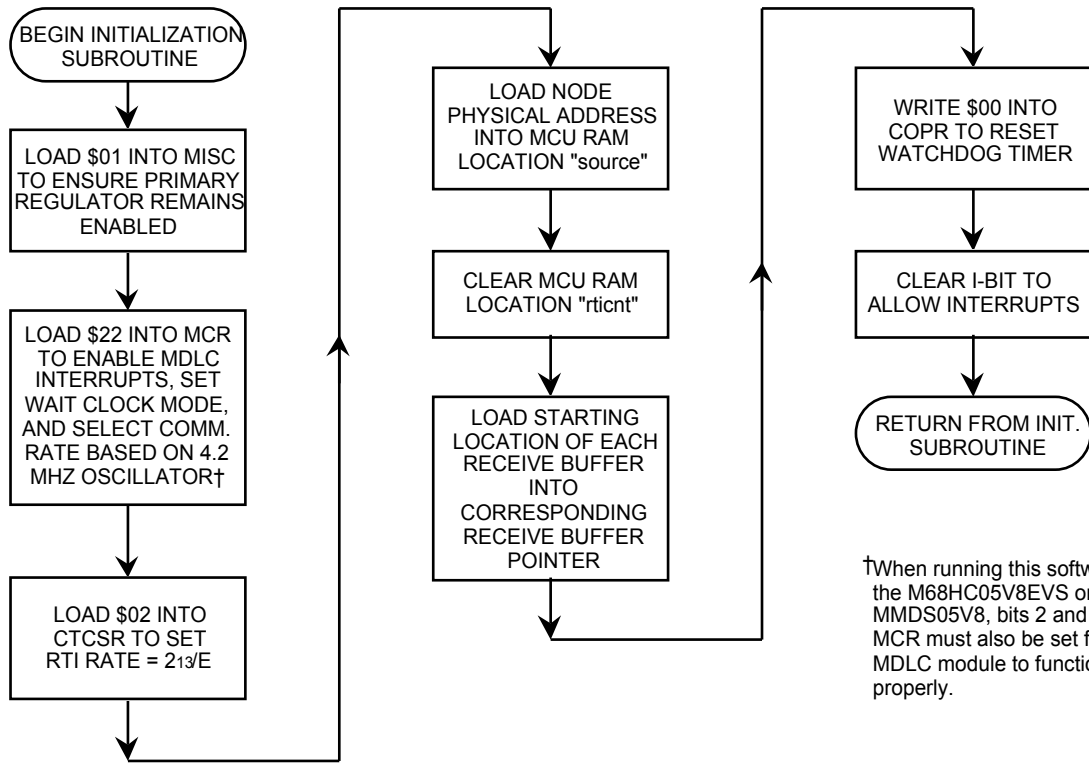 BEGIN INITIALIZATION
SUBROUTINE
LOAD $01 INTO MISC
TO ENSURE PRIMARY
REGULATOR REMAINS
ENABLED
LOAD $22 INTO MCR
TO ENABLE MDLC
INTERRUPTS, SET
WAIT CLOCK MODE,
AND SELECT COMM.
RATE BASED ON 4.2
MHZ OSCILLATOR†
LOAD $02 INTO
CTCSR TO SET
RTI RATE = 213/E
LOAD NODE
PHYSICAL ADDRESS
INTO MCU RAM
LOCATION "source"
CLEAR MCU RAM
LOCATION "rticnt"
LOAD STARTING
LOCATION OF EACH
RECEIVE BUFFER
INTO
CORRESPONDING
RECEIVE BUFFER
POINTER
WRITE $00 INTO
COPR TO RESET
WATCHDOG TIMER
CLEAR I-BIT TO
ALLOW INTERRUPTS
RETURN FROM INIT.
SUBROUTINE
†When running this
the M68HC05V8EVS
MMDS05V8, bits 2 and
MCR must also be set
MDLC module to
properly.